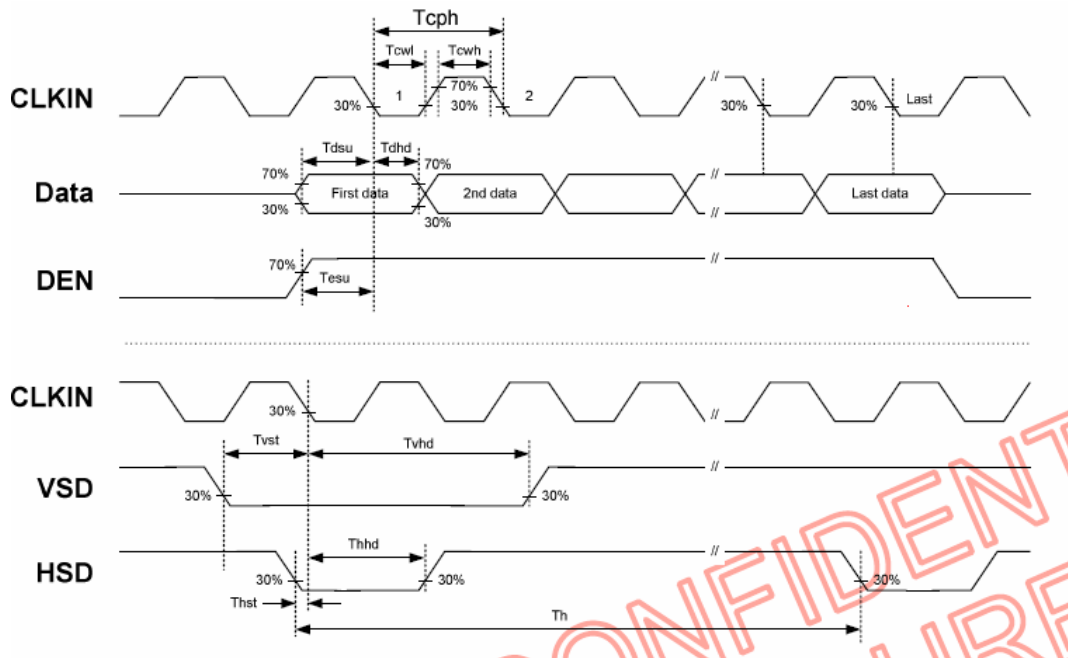 Tcph
Tcwl Tcwh
CLKIN 30% 1 70% 30% 2 // 30% 30% Last
Tdsu Tdhd
Data 70% 30% First data 70% 30% 2nd data // // Last data
DEN 70% Tesu //
CLKIN 30% //
Tvst Tvhd
VSD 30% 30% //
Thhd
HSD 30% 30% // 30%
Thst Th
CONFIDENT
URE